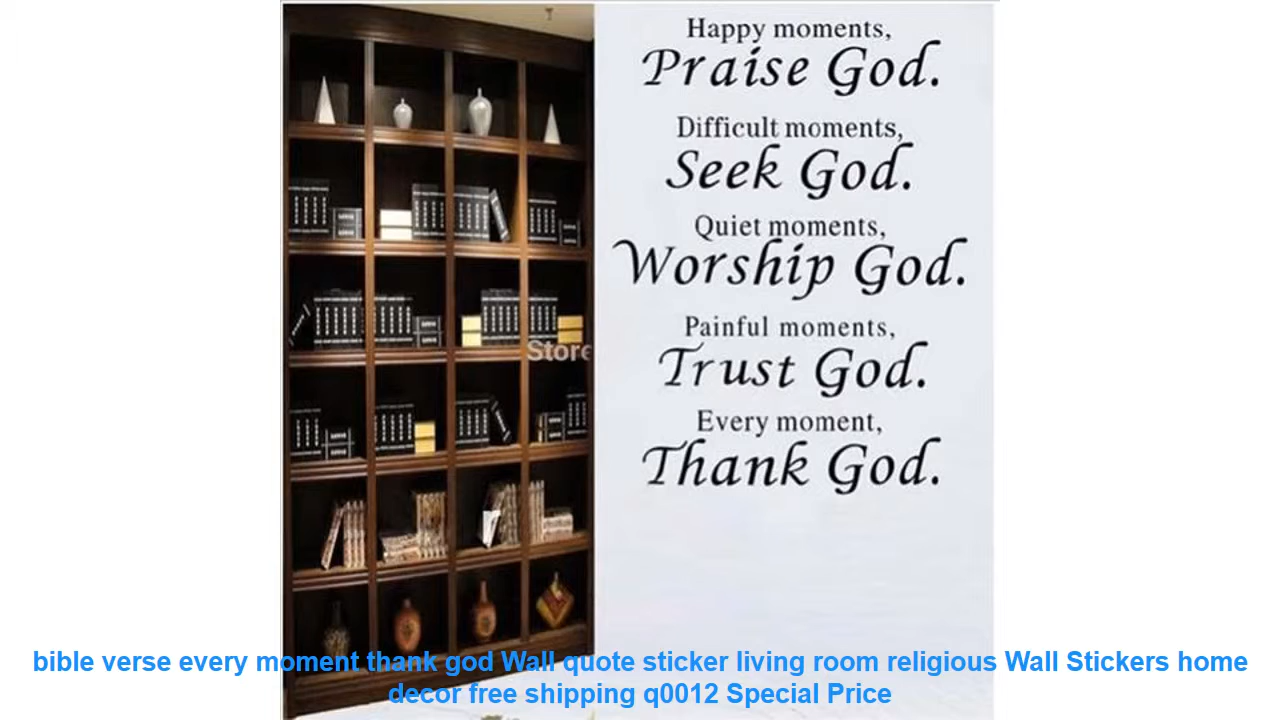 Happy moments,
Praise God.
Difficult moments,
Seek God.
Quiet moments,
Worship God.
Painful moments,
Trust God.
Every moment,
Thank God.
Store
bible verse every moment thank god Wall quote sticker living room religious Wall Stickers home
decor free shipping q0012 Special Price